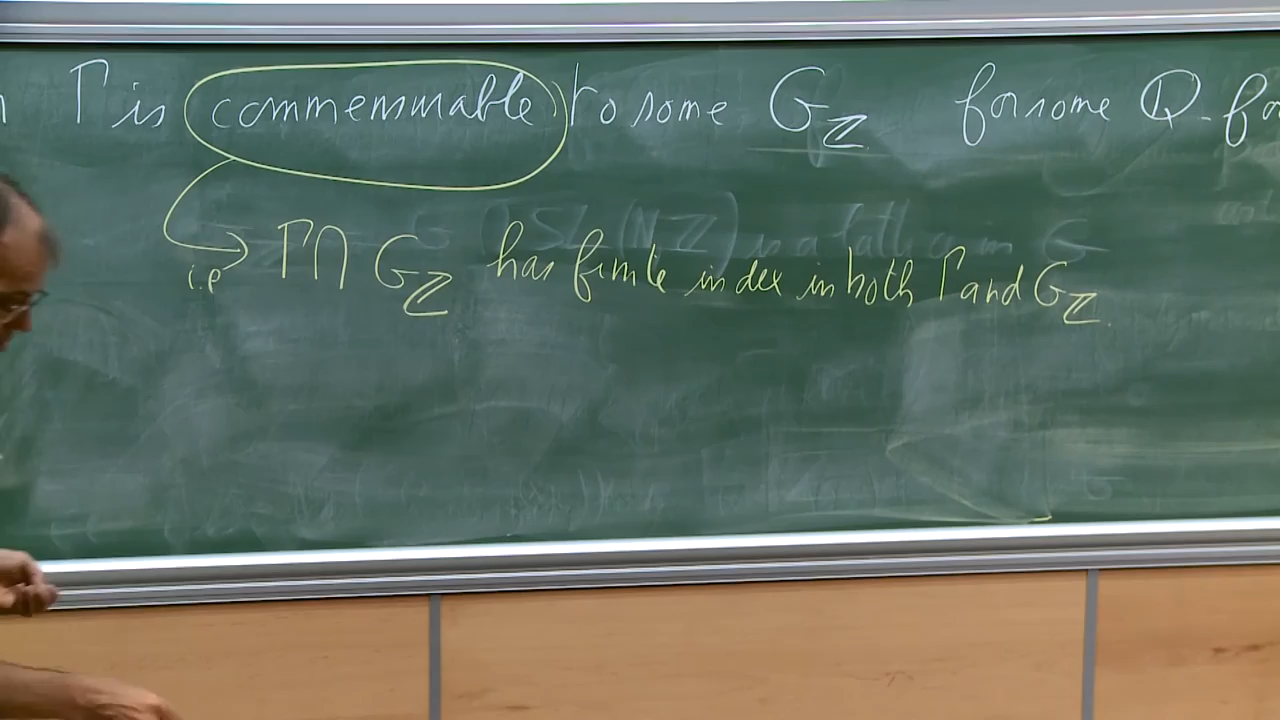 Γ is commensurable to some G_ℤ for some Q-fo
i.e Γ ∩ G_ℤ has finite index in both Γ and G_ℤ.